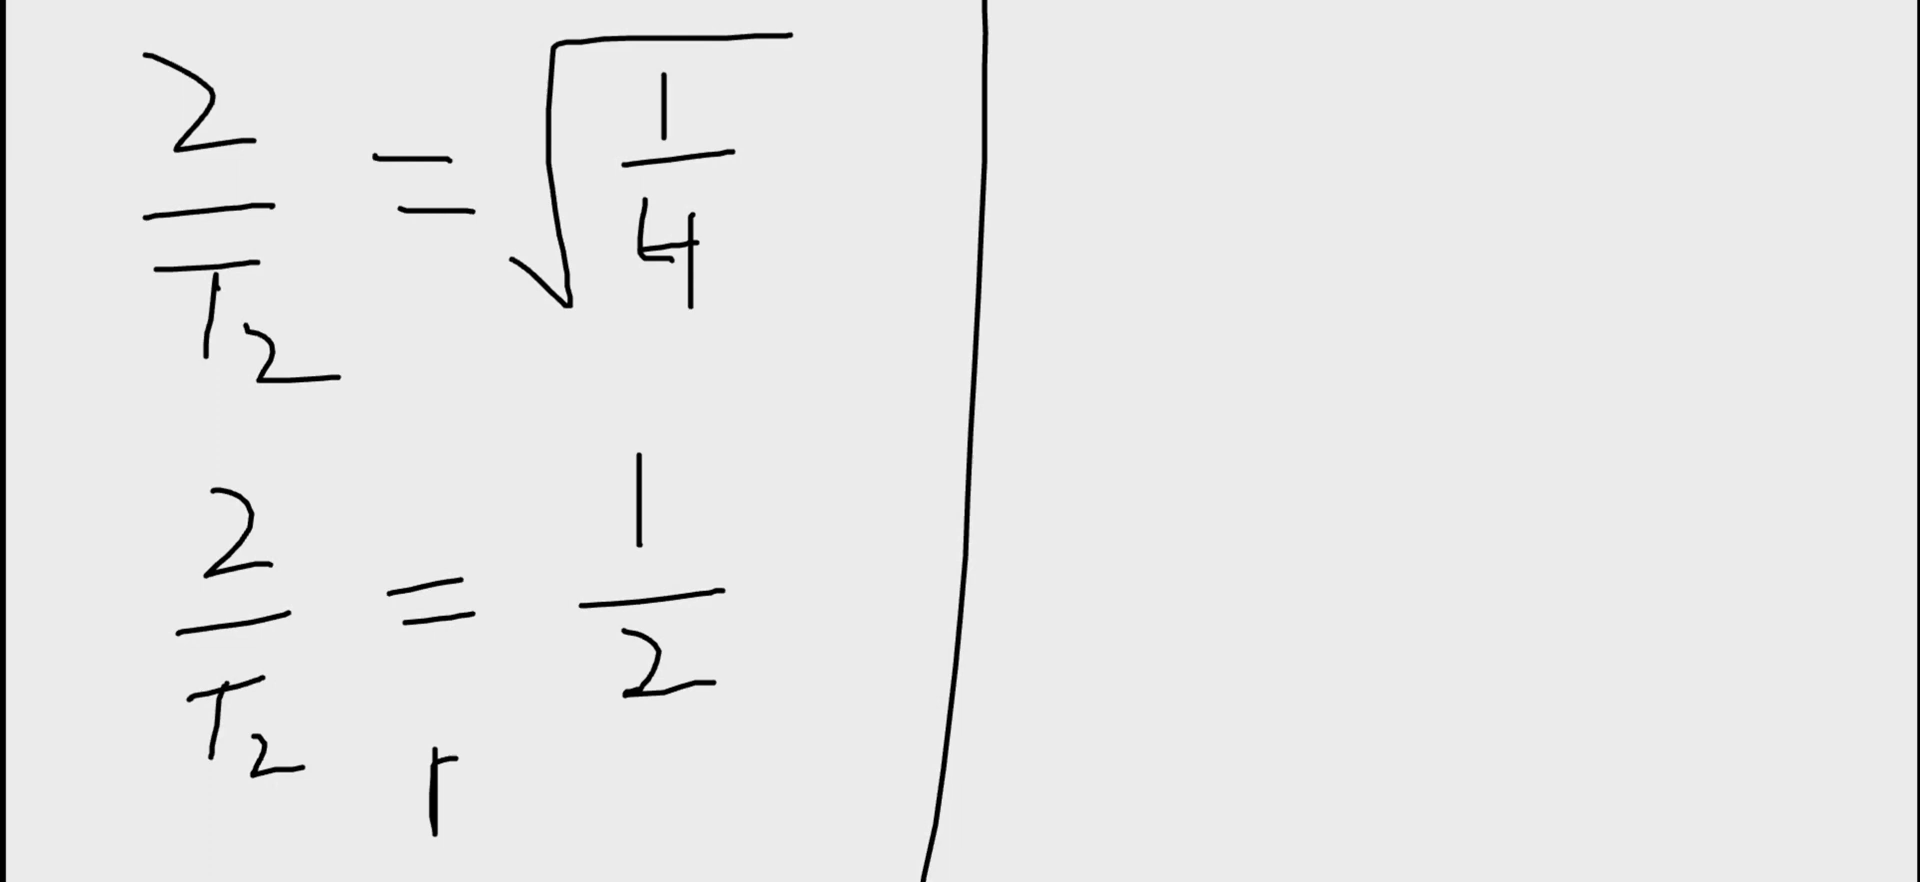 2/T₂ = √(1/4)
2/T₂ = 1/2